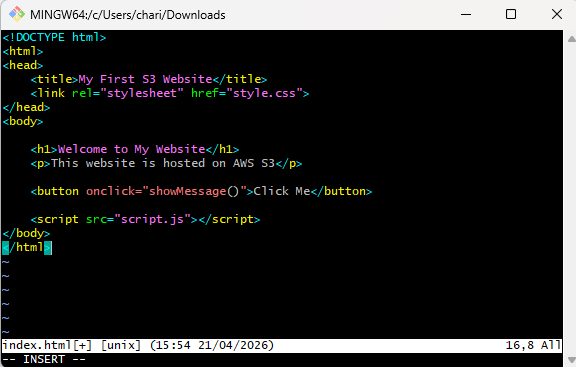 MINGW64:/c/Users/chari/Downloads
<!DOCTYPE html>
<html>
<head>
    <title>My First S3 Website</title>
    <link rel="stylesheet" href="style.css">
</head>
<body>

    <h1>Welcome to My Website</h1>
    <p>This website is hosted on AWS S3</p>

    <button onclick="showMessage()">Click Me</button>

    <script src="script.js"></script>
</body>
</html>
~
~
~
~
~
~
index.html[+] [unix] (15:54 21/04/2026) 16,8 All
-- INSERT --